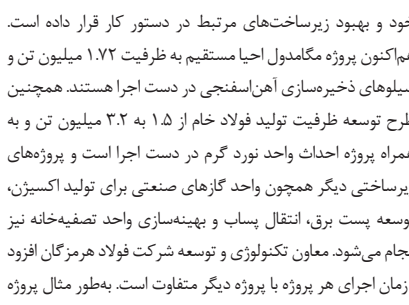 خود و بهبود زیرساخت‌های مرتبط در دستور کار قرار داده است.
هم‌اکنون پروژه مگامدول احیا مستقیم به ظرفیت ۱.۷۲ میلیون تن و
سیلوهای ذخیره‌سازی آهن‌اسفنجی در دست اجرا هستند. همچنین
طرح توسعه ظرفیت تولید فولاد خام از ۱.۵ به ۳.۲ میلیون تن و به
همراه پروژه احداث واحد نورد گرم در دست اجرا است و پروژه‌های
زیرساختی دیگر همچون واحد گازهای صنعتی برای تولید اکسیژن،
توسعه پست برق، انتقال پساب و بهینه‌سازی واحد تصفیه‌خانه نیز
انجام می‌شود. معاون تکنولوژی و توسعه شرکت فولاد هرمزگان افزود
زمان اجرای هر پروژه با پروژه دیگر متفاوت است. به‌طور مثال پروژه